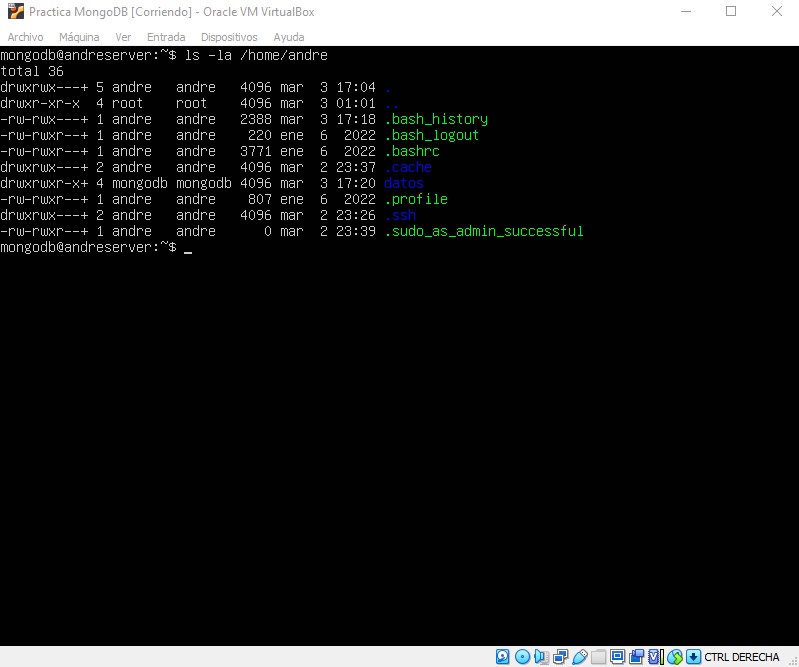 Practica MongoDB [Corriendo] - Oracle VM VirtualBox
Archivo Máquina Ver Entrada Dispositivos Ayuda
mongodb@andreserver:~$ ls -la /home/andre
total 36
drwxrwx---+ 5 andre   andre   4096 mar  3 17:04 .
drwxr-xr-x  4 root    root    4096 mar  3 01:01 ..
-rw-rwx---+ 1 andre   andre   2388 mar  3 17:18 .bash_history
-rw-rwxr--+ 1 andre   andre    220 ene  6  2022 .bash_logout
-rw-rwxr--+ 1 andre   andre   3771 ene  6  2022 .bashrc
drwxrwx---+ 2 andre   andre   4096 mar  2 23:37 .cache
drwxrwxr-x+ 4 mongodb mongodb 4096 mar  3 17:20 datos
-rw-rwxr--+ 1 andre   andre    807 ene  6  2022 .profile
drwxrwx---+ 2 andre   andre   4096 mar  2 23:26 .ssh
-rw-rwxr--+ 1 andre   andre      0 mar  2 23:39 .sudo_as_admin_successful
mongodb@andreserver:~$ _
CTRL DERECHA